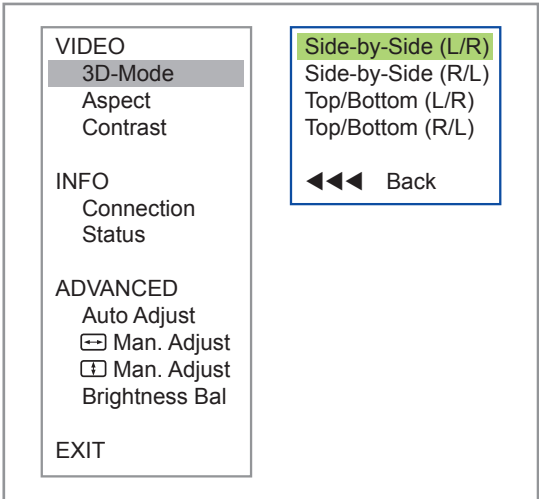 VIDEO
3D-Mode
Aspect
Contrast
INFO
Connection
Status
ADVANCED
Auto Adjust
Man. Adjust
Man. Adjust
Brightness Bal
EXIT
Side-by-Side (L/R)
Side-by-Side (R/L)
Top/Bottom (L/R)
Top/Bottom (R/L)
Back